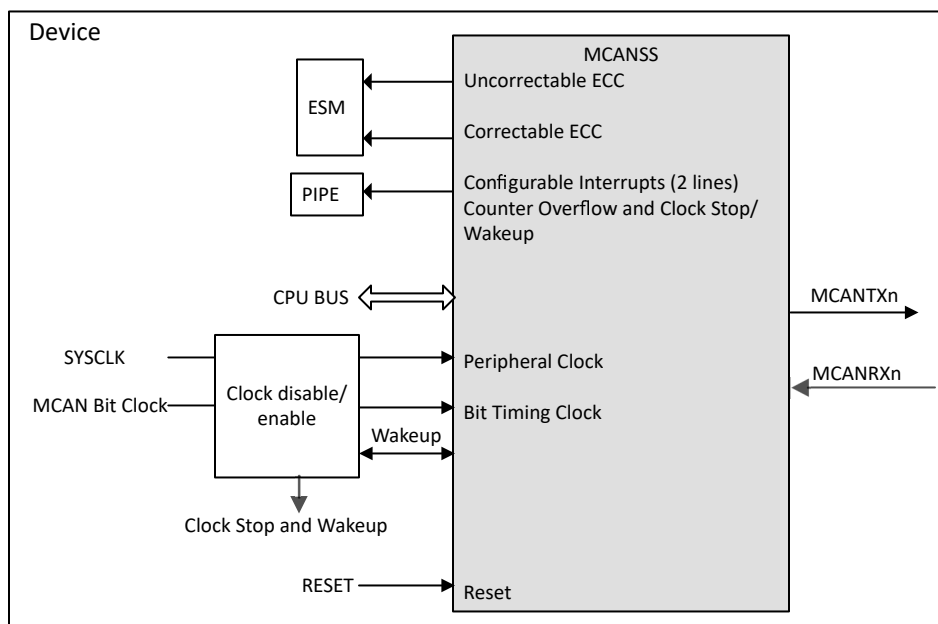 Device
MCANSS
Uncorrectable ECC
ESM
Correctable ECC
Configurable Interrupts (2 lines)
PIPE
Counter Overflow and Clock Stop/
Wakeup
CPU BUS
MCANTXn
SYSCLK
Peripheral Clock
MCANRXn
Clock disable/
enable
MCAN Bit Clock
Bit Timing Clock
Wakeup
Clock Stop and Wakeup
RESET
Reset